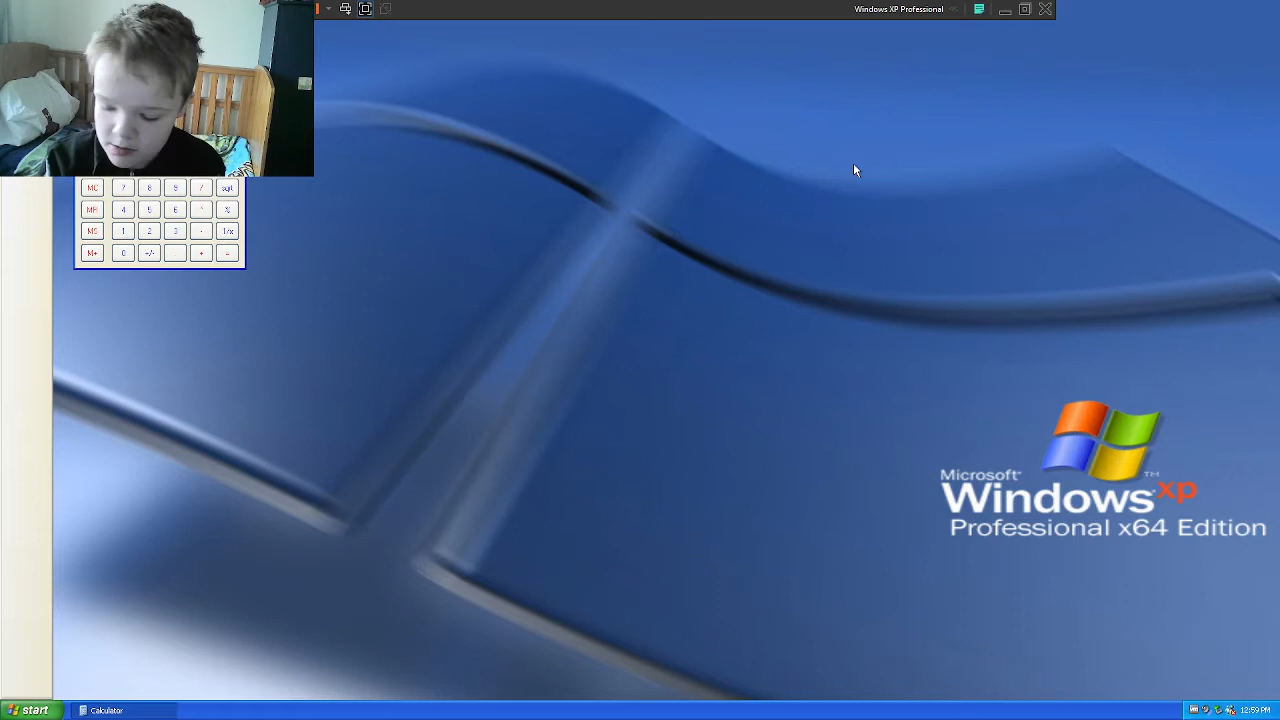 Windows XP Professional
MC 7 8 9 / sqrt
MR 4 5 6 * %
MS 1 2 3 - 1/x
M+ 0 +/- . + =
Microsoft
Windows xp TM
Professional x64 Edition
start
Calculator
12:59 PM